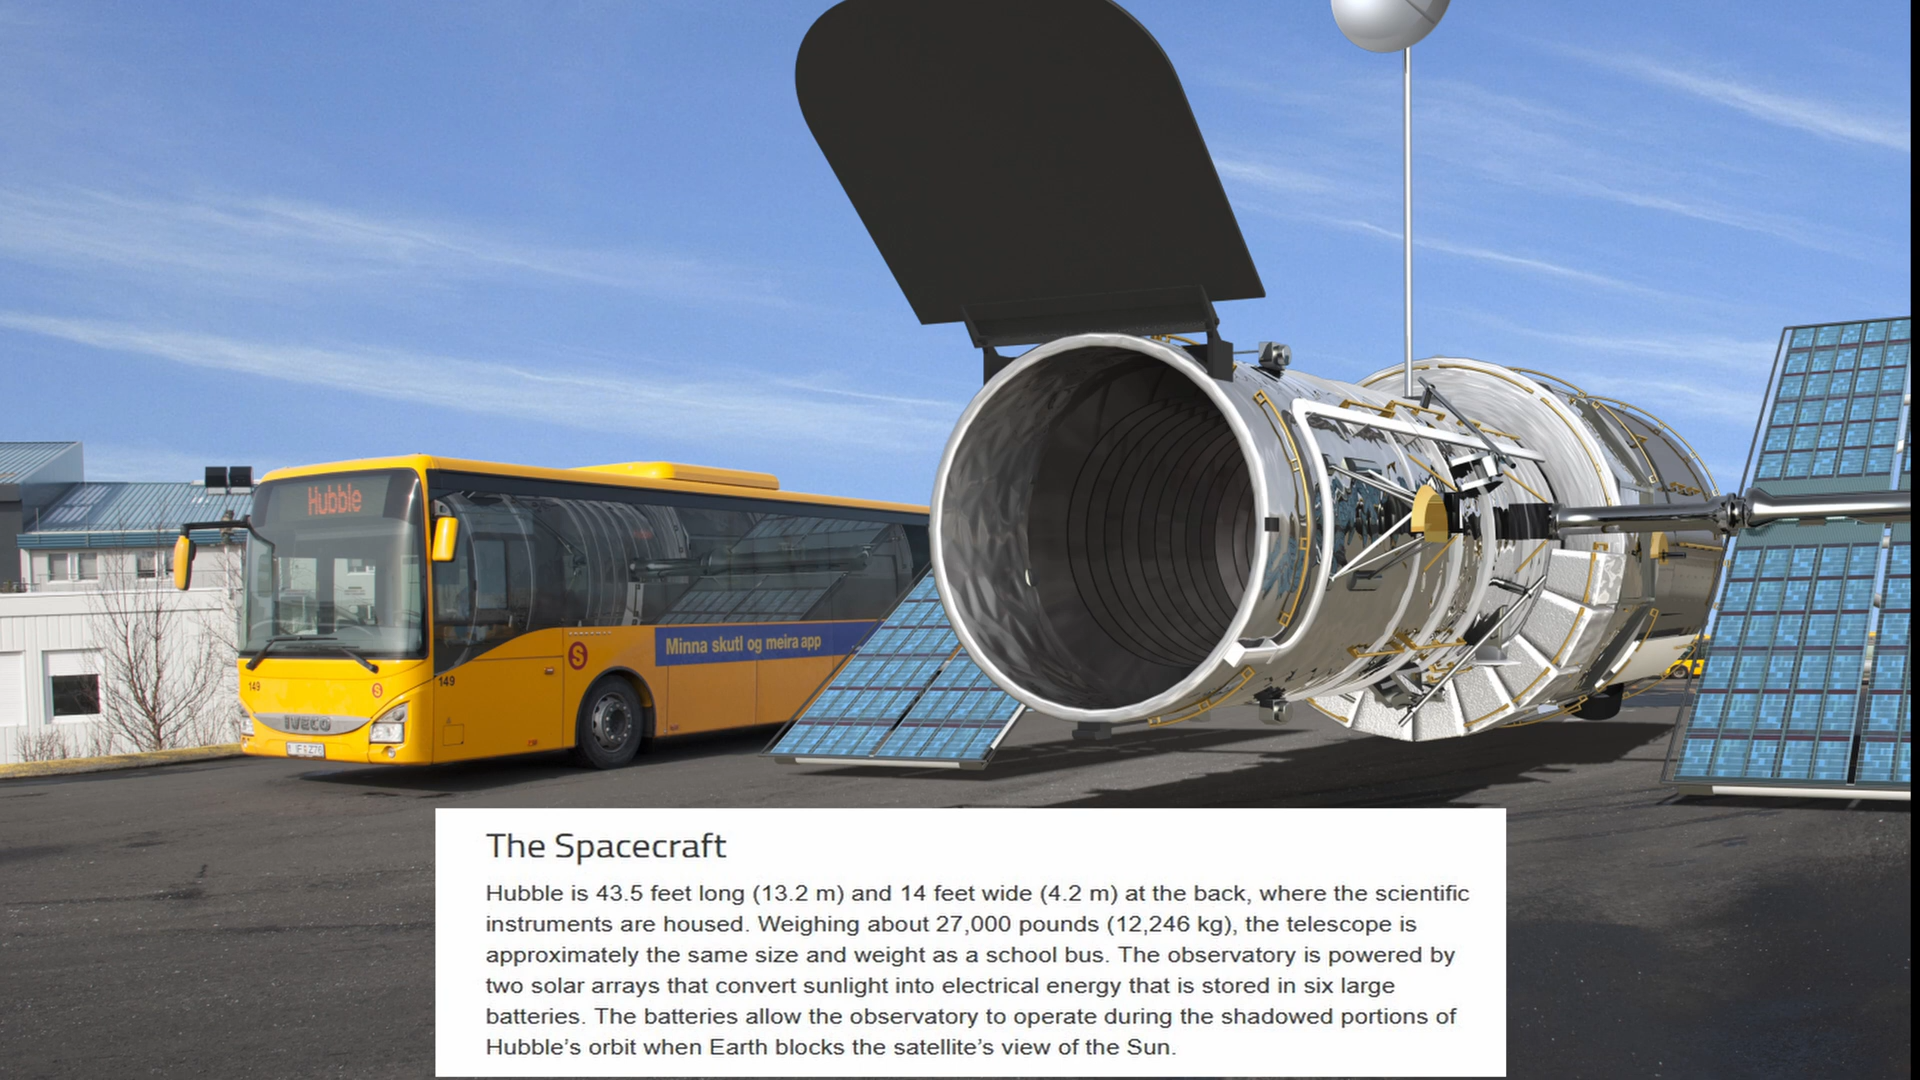 Hubble
Minna skutl og meira app
S
149
S
149
IVECO
The Spacecraft
Hubble is 43.5 feet long (13.2 m) and 14 feet wide (4.2 m) at the back, where the scientific
instruments are housed. Weighing about 27,000 pounds (12,246 kg), the telescope is
approximately the same size and weight as a school bus. The observatory is powered by
two solar arrays that convert sunlight into electrical energy that is stored in six large
batteries. The batteries allow the observatory to operate during the shadowed portions of
Hubble’s orbit when Earth blocks the satellite’s view of the Sun.